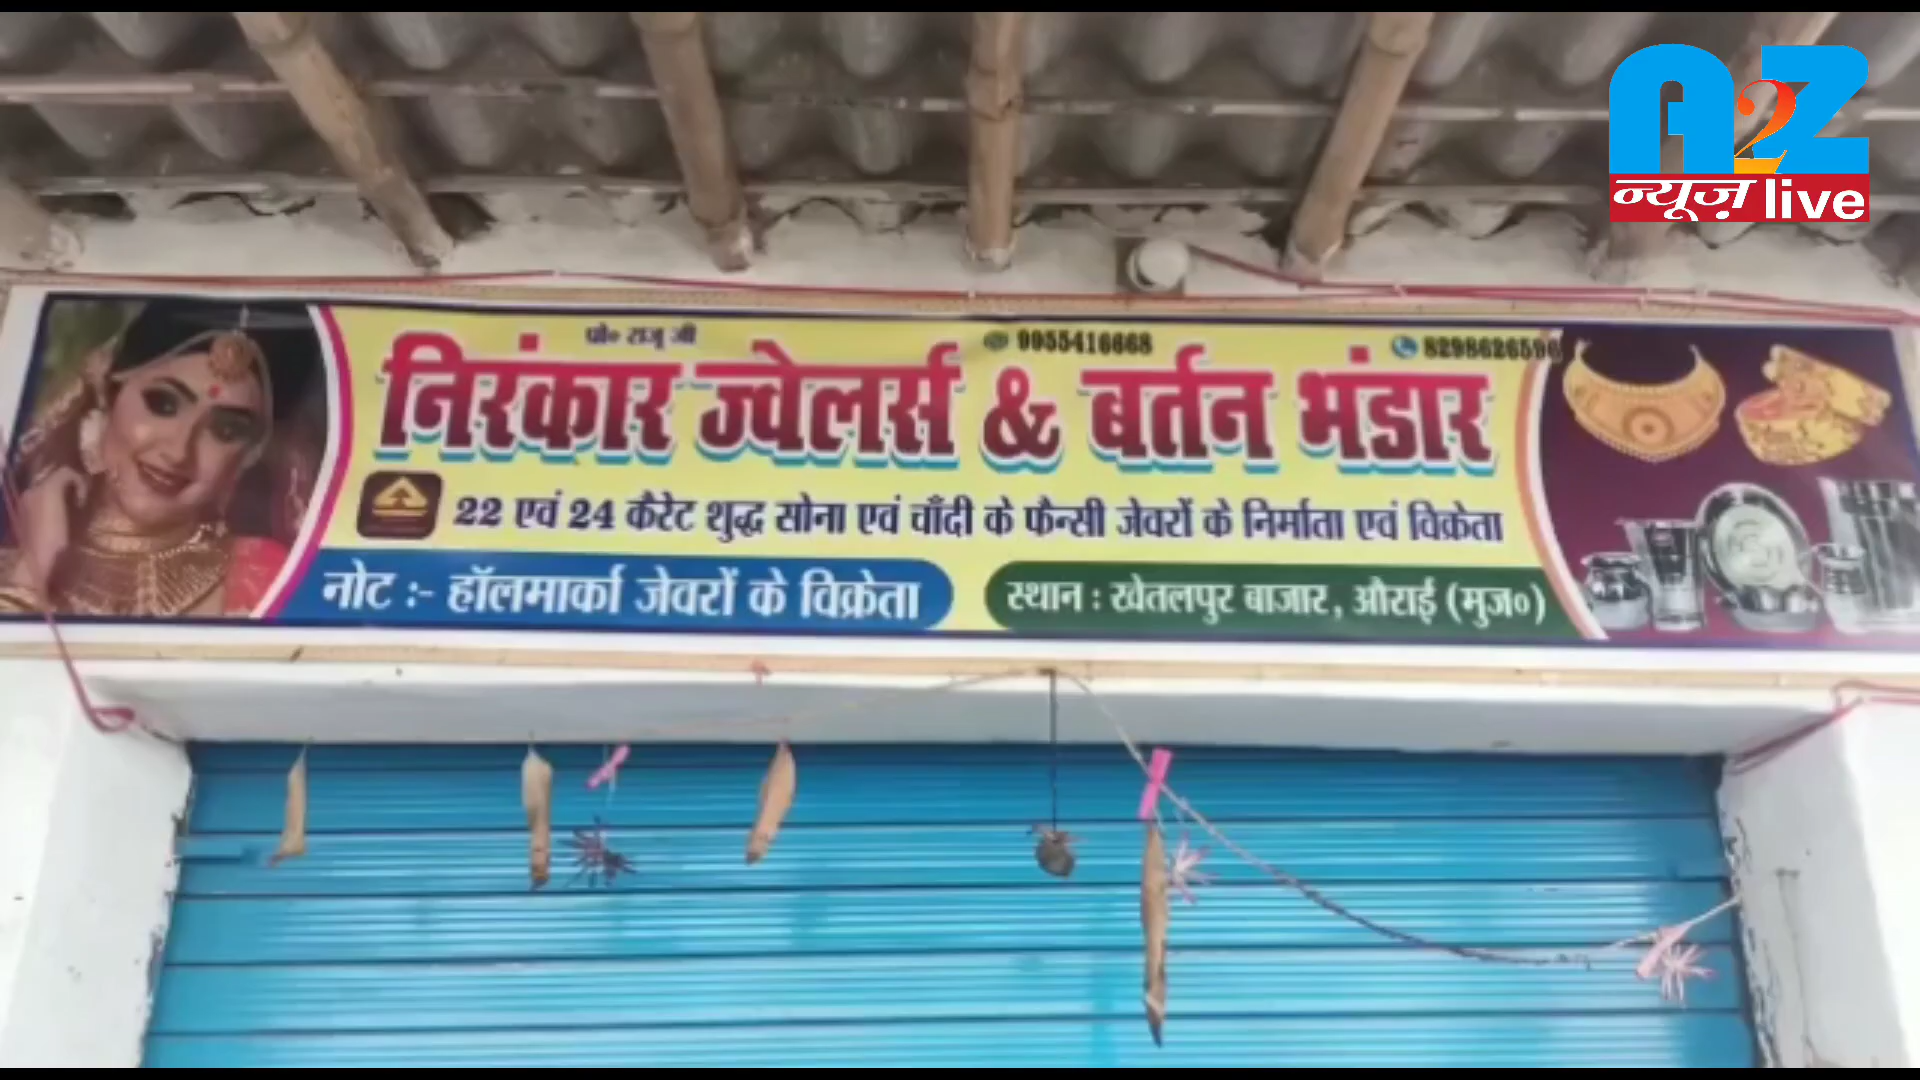 A2Z
न्यूज़ live
प्रो० राजू जी
9955416668
8298626596
निरंकार ज्वेलर्स & बर्तन भंडार
22 एवं 24 कैरेट शुद्ध सोना एवं चाँदी के फैन्सी जेवरों के निर्माता एवं विक्रेता
नोट :- हॉलमार्का जेवरों के विक्रेता
स्थान : खेतलपुर बाजार, औराई (मुज०)